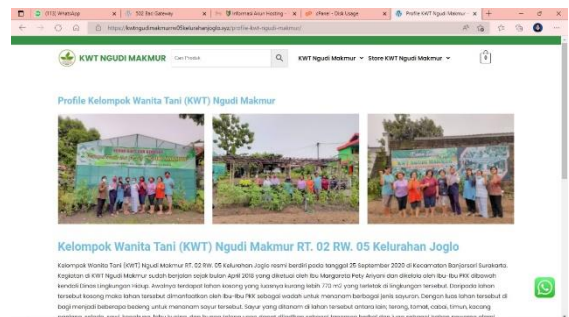 (113) WhatsApp
502 Bad Gateway
Informasi Akun Hosting -
cPanel - Disk Usage
Profile KWT Ngudi Makmur -
https://kwtngudimakmurrw05kelurahanjoglo.xyz/profile-kwt-ngudi-makmur/
KWT NGUDI MAKMUR
Cari Produk
KWT Ngudi Makmur
Store KWT Ngudi Makmur
0
Profile Kelompok Wanita Tani (KWT) Ngudi Makmur
KWT NGUDI MAKMUR
Kelompok Wanita Tani (KWT) Ngudi Makmur RT. 02 RW. 05 Kelurahan Joglo
Kelompok Wanita Tani (KWT) Ngudi Makmur RT. 02 RW. 05 Kelurahan Joglo resmi berdiri pada tanggal 25 September 2020 di Kecamatan Banjarsari Surakarta.
Kegiatan di KWT Ngudi Makmur sudah berjalan sejak bulan April 2018 yang diketuai oleh Ibu Margareta Pety Ariyani dan dikelola oleh Ibu-Ibu PKK dibawah
kendali Dinas Lingkungan Hidup. Awalnya terdapat lahan kosong yang luasnya kurang lebih 770 m2 yang terletak di lingkungan tersebut. Daripada lahan
tersebut kosong maka lahan tersebut dimanfaatkan oleh Ibu-Ibu PKK sebagai wadah untuk menanam berbagai jenis sayuran. Dengan luas lahan tersebut di
bagi menjadi beberapa bedeng untuk menanam sayur tersebut. Sayur yang ditanam di lahan tersebut antara lain; terong, tomat, cabai, timun, kacang